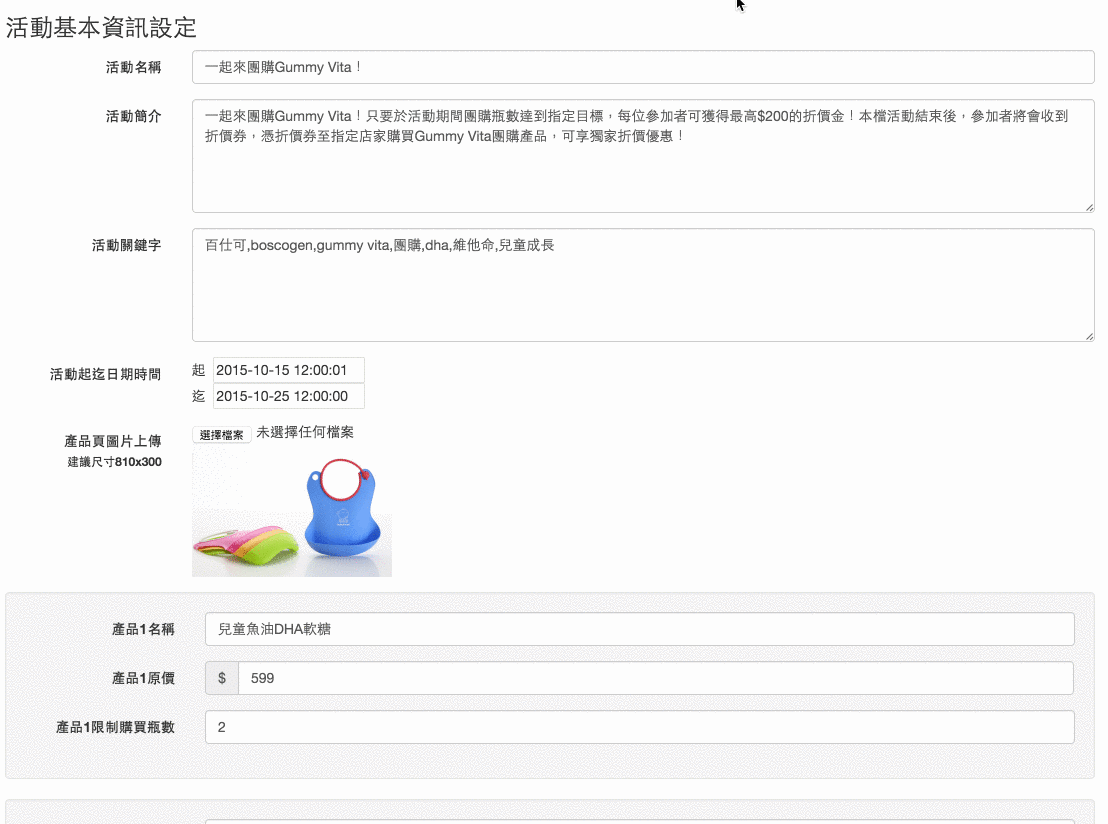 活動基本資訊設定
活動名稱
一起來團購Gummy Vita！
活動簡介
一起來團購Gummy Vita！只要於活動期間團購瓶數達到指定目標，每位參加者可獲得最高$200的折價金！本檔活動結束後，參加者將會收到
折價券，憑折價券至指定店家購買Gummy Vita團購產品，可享獨家折價優惠！
活動關鍵字
百仕可,boscogen,gummy vita,團購,dha,維他命,兒童成長
活動起迄日期時間
起 2015-10-15 12:00:01
迄 2015-10-25 12:00:00
產品頁圖片上傳
建議尺寸810x300
選擇檔案 未選擇任何檔案
產品1名稱
兒童魚油DHA軟糖
產品1原價
$ 599
產品1限制購買瓶數
2